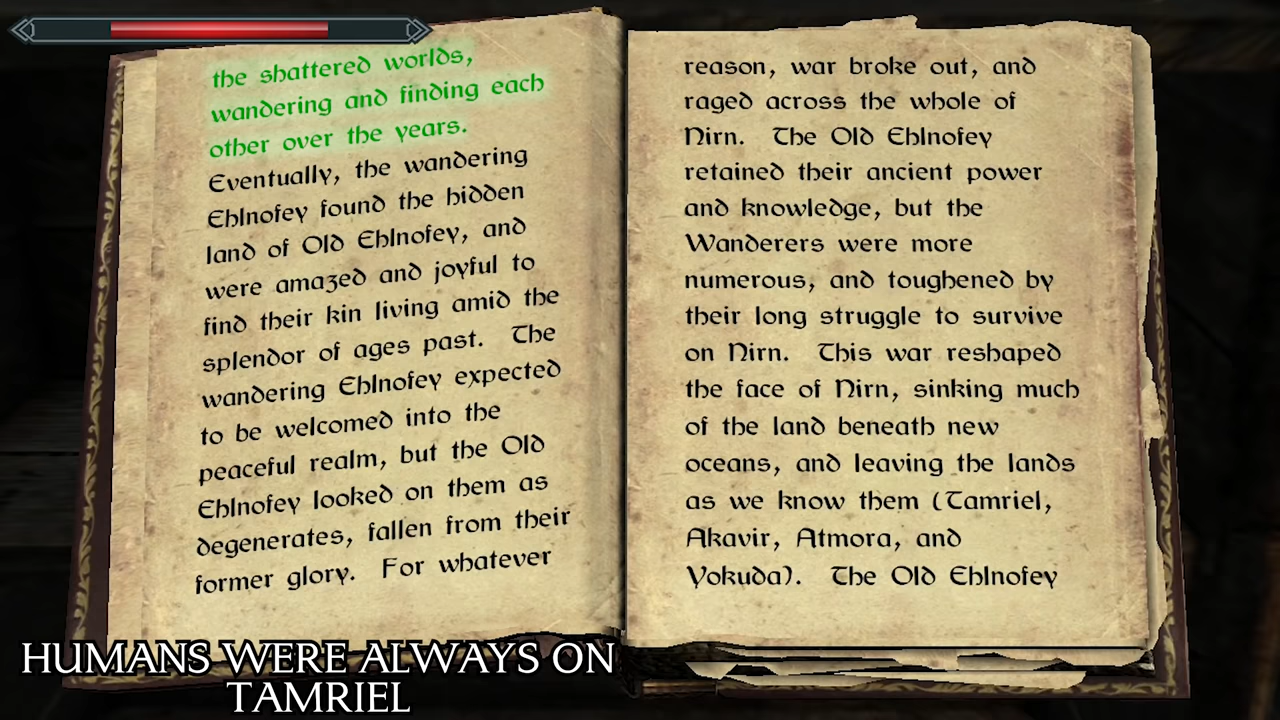 the shattered worlds,
wandering and finding each
other over the years.
Eventually, the wandering
Ehlnofey found the hidden
land of Old Ehlnofey, and
were amazed and joyful to
find their kin living amid the
splendor of ages past.  The
wandering Ehlnofey expected
to be welcomed into the
peaceful realm, but the Old
Ehlnofey looked on them as
degenerates, fallen from their
former glory.  For whatever
reason, war broke out, and
raged across the whole of
Nirn.  The Old Ehlnofey
retained their ancient power
and knowledge, but the
Wanderers were more
numerous, and toughened by
their long struggle to survive
on Nirn.  This war reshaped
the face of Nirn, sinking much
of the land beneath new
oceans, and leaving the lands
as we know them (Tamriel,
Akavir, Atmora, and
Yokuda).  The Old Ehlnofey
HUMANS WERE ALWAYS ON
TAMRIEL